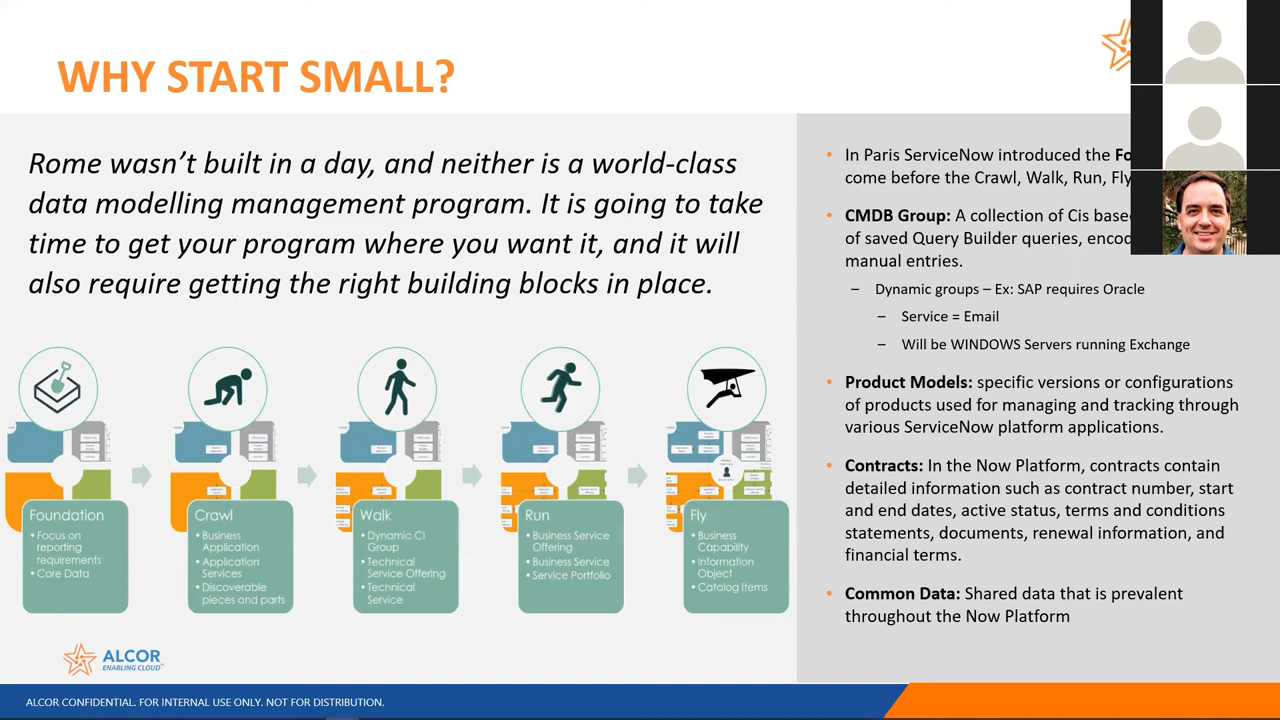 WHY START SMALL?
Rome wasn’t built in a day, and neither is a world-class
data modelling management program. It is going to take
time to get your program where you want it, and it will
also require getting the right building blocks in place.
Foundation
• Focus on
reporting
requirements
• Core Data
Crawl
• Business
Application
• Application
Services
• Discoverable
pieces and parts
Walk
• Dynamic CI
Group
• Technical
Service Offering
• Technical
Service
Run
• Business Service
Offering
• Business Service
• Service Portfolio
Fly
• Business
Capability
• Information
Object
• Catalog Items
• In Paris ServiceNow introduced the
come before the Crawl, Walk, Run, Fly
• CMDB Group: A collection of Cis
of saved Query Builder queries,
manual entries.
– Dynamic groups – Ex: SAP requires Oracle
– Service = Email
– Will be WINDOWS Servers running Exchange
• Product Models: specific versions or configurations
of products used for managing and tracking through
various ServiceNow platform applications.
• Contracts: In the Now Platform, contracts contain
detailed information such as contract number, start
and end dates, active status, terms and conditions
statements, documents, renewal information, and
financial terms.
• Common Data: Shared data that is prevalent
throughout the Now Platform
ALCOR
ENABLING CLOUD™
ALCOR CONFIDENTIAL. FOR INTERNAL USE ONLY. NOT FOR DISTRIBUTION.